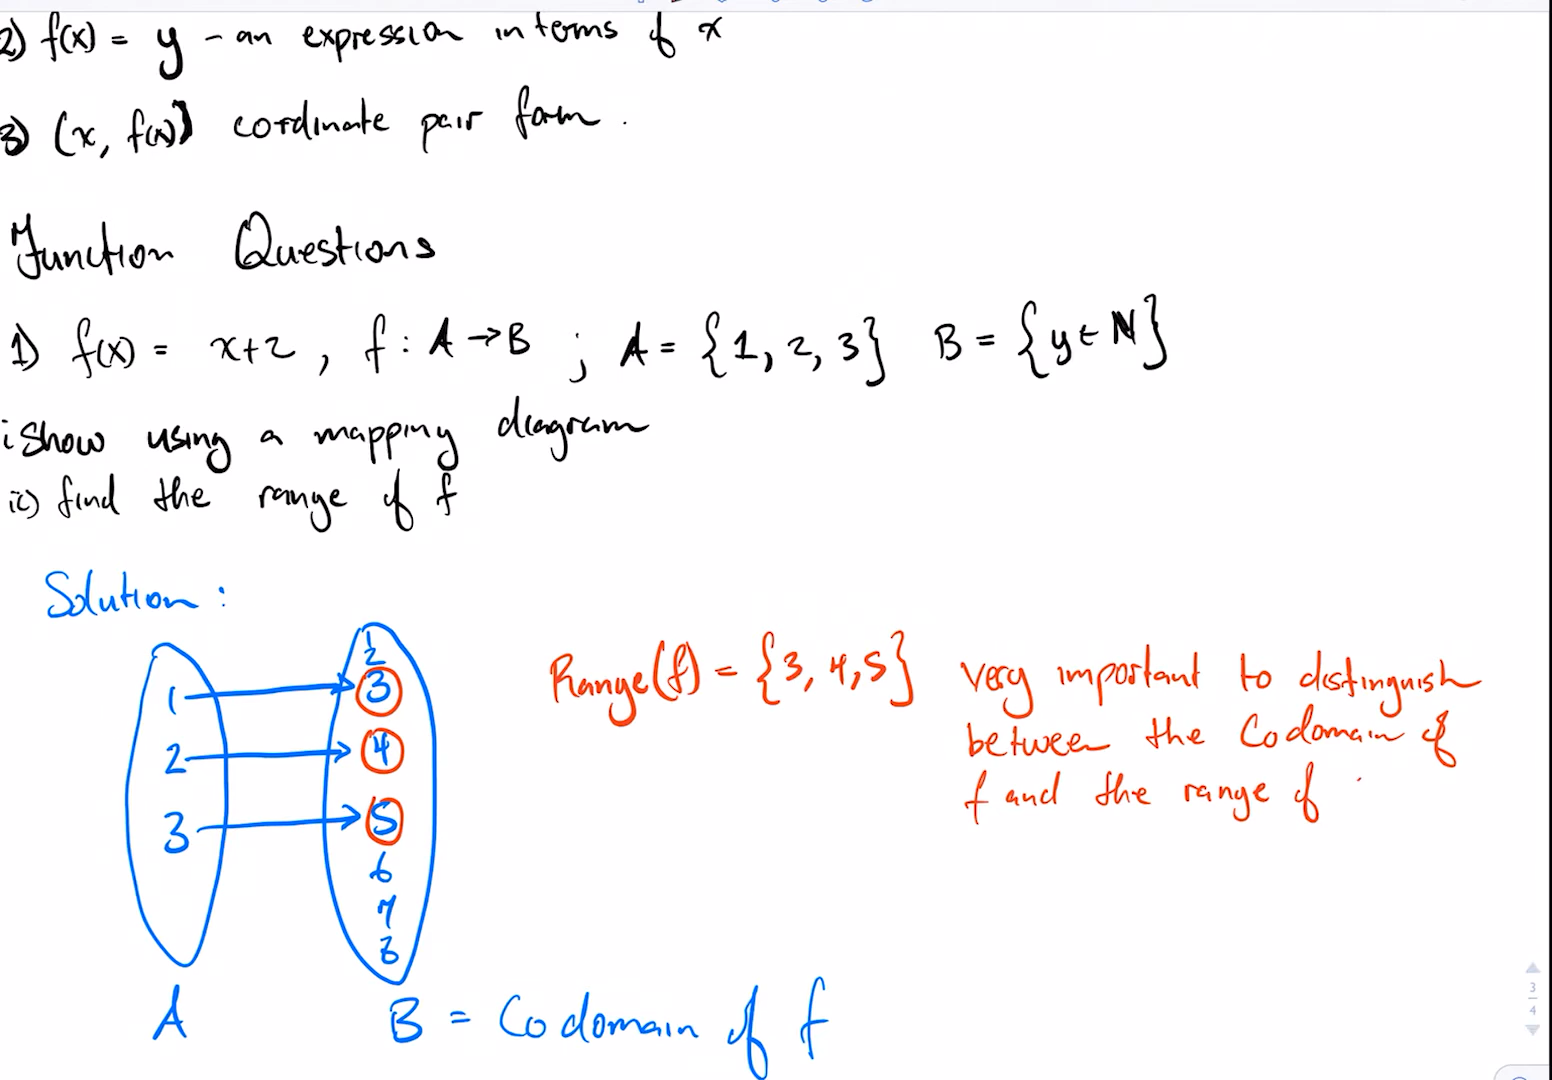 2) f(x) = y - an expression in terms of x
3) (x, f(x)) cordinate pair form.
Function Questions
1) f(x) = x+2, f : A → B ; A = {1, 2, 3} B = {y ∈ ℕ}
i Show using a mapping diagram
ii) find the range of f
Solution :
1
2
3
1
2
3
4
5
6
7
8
A
B = Codomain of f
Range(f) = {3, 4, 5}
very important to distinguish
between the Codomain of
f and the range of
3
4